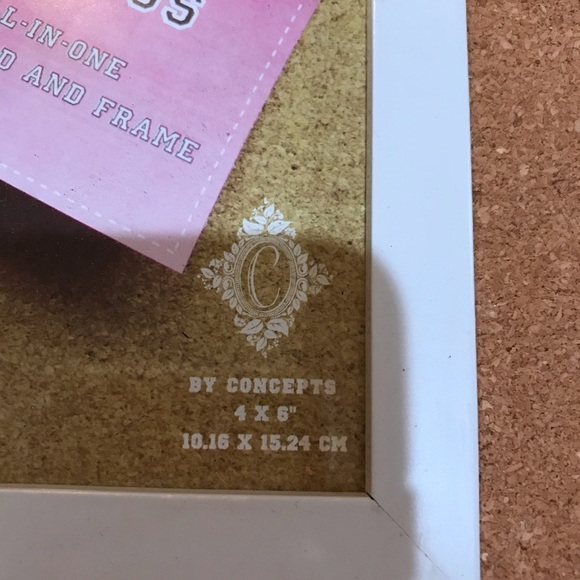 L-IN-ONE
D AND FRAME
C
BY CONCEPTS
4 X 6"
10.16 X 15.24 CM